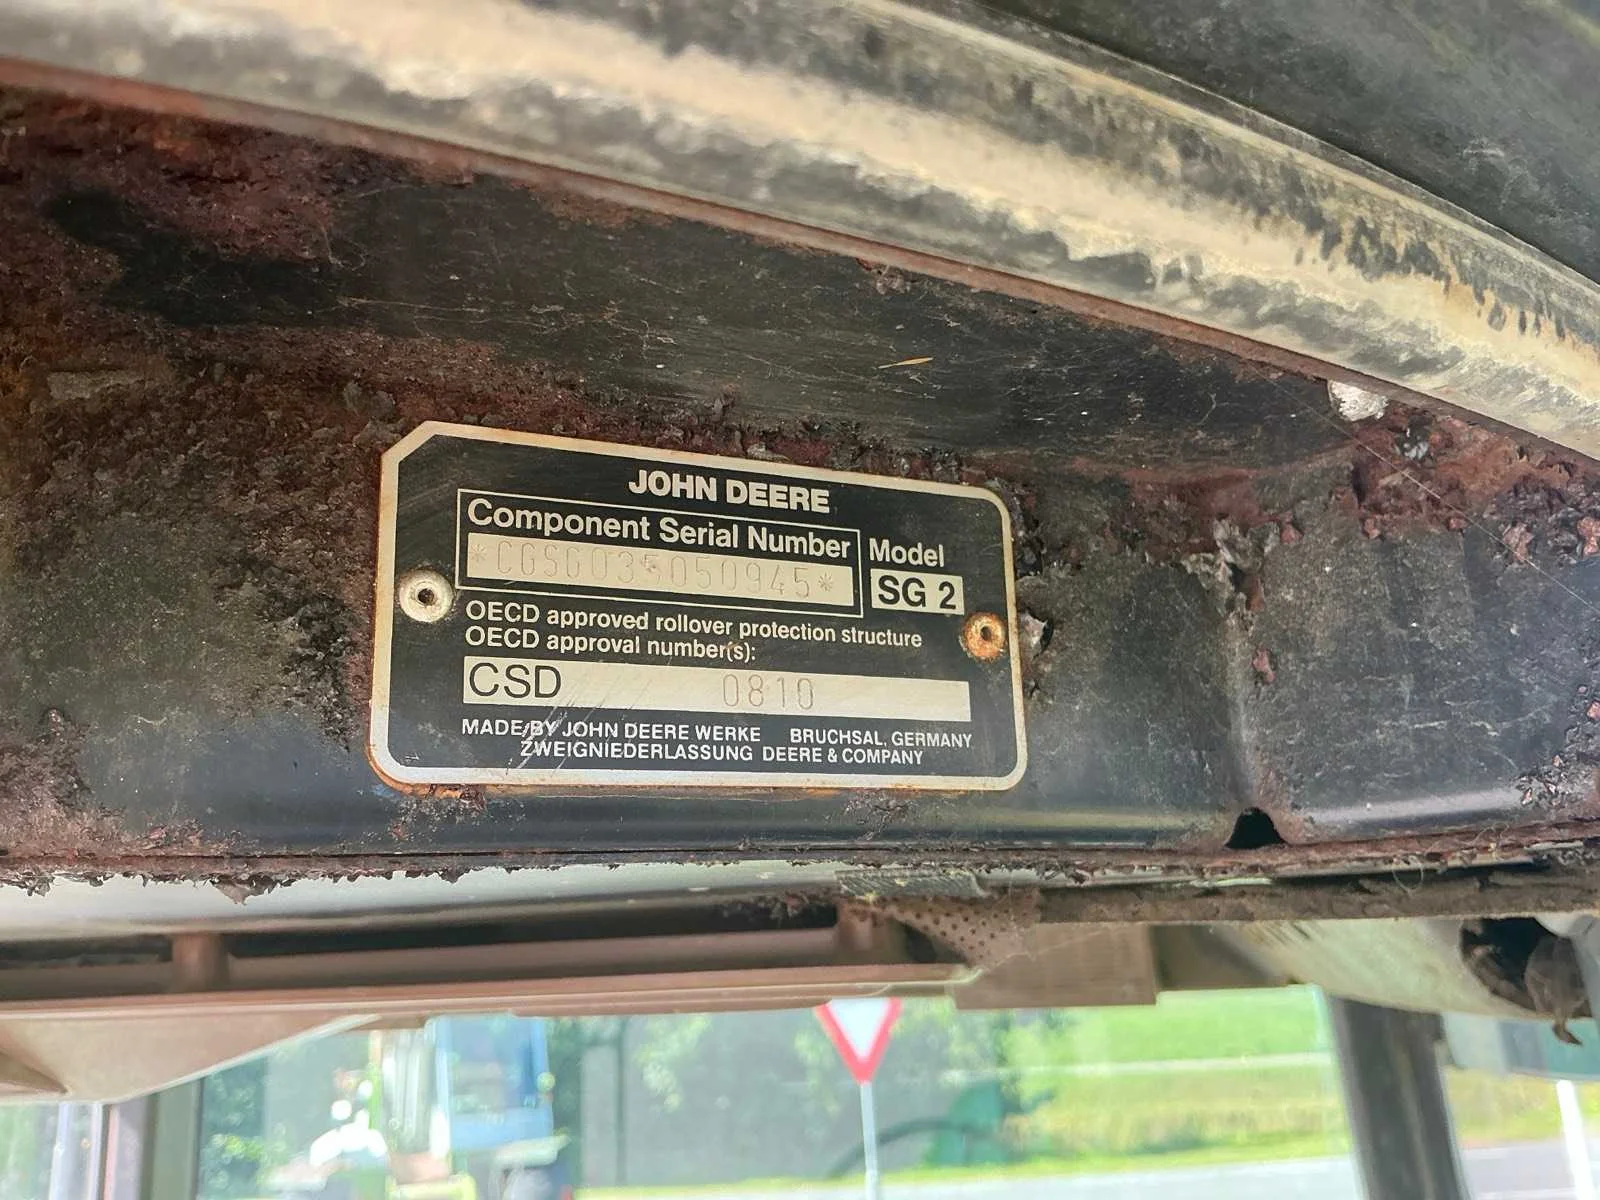 JOHN DEERE
Component Serial Number
*CGSG035050945*
Model
SG 2
OECD approved rollover protection structure
OECD approval number(s):
CSD 0810
MADE BY JOHN DEERE WERKE BRUCHSAL, GERMANY
ZWEIGNIEDERLASSUNG DEERE & COMPANY